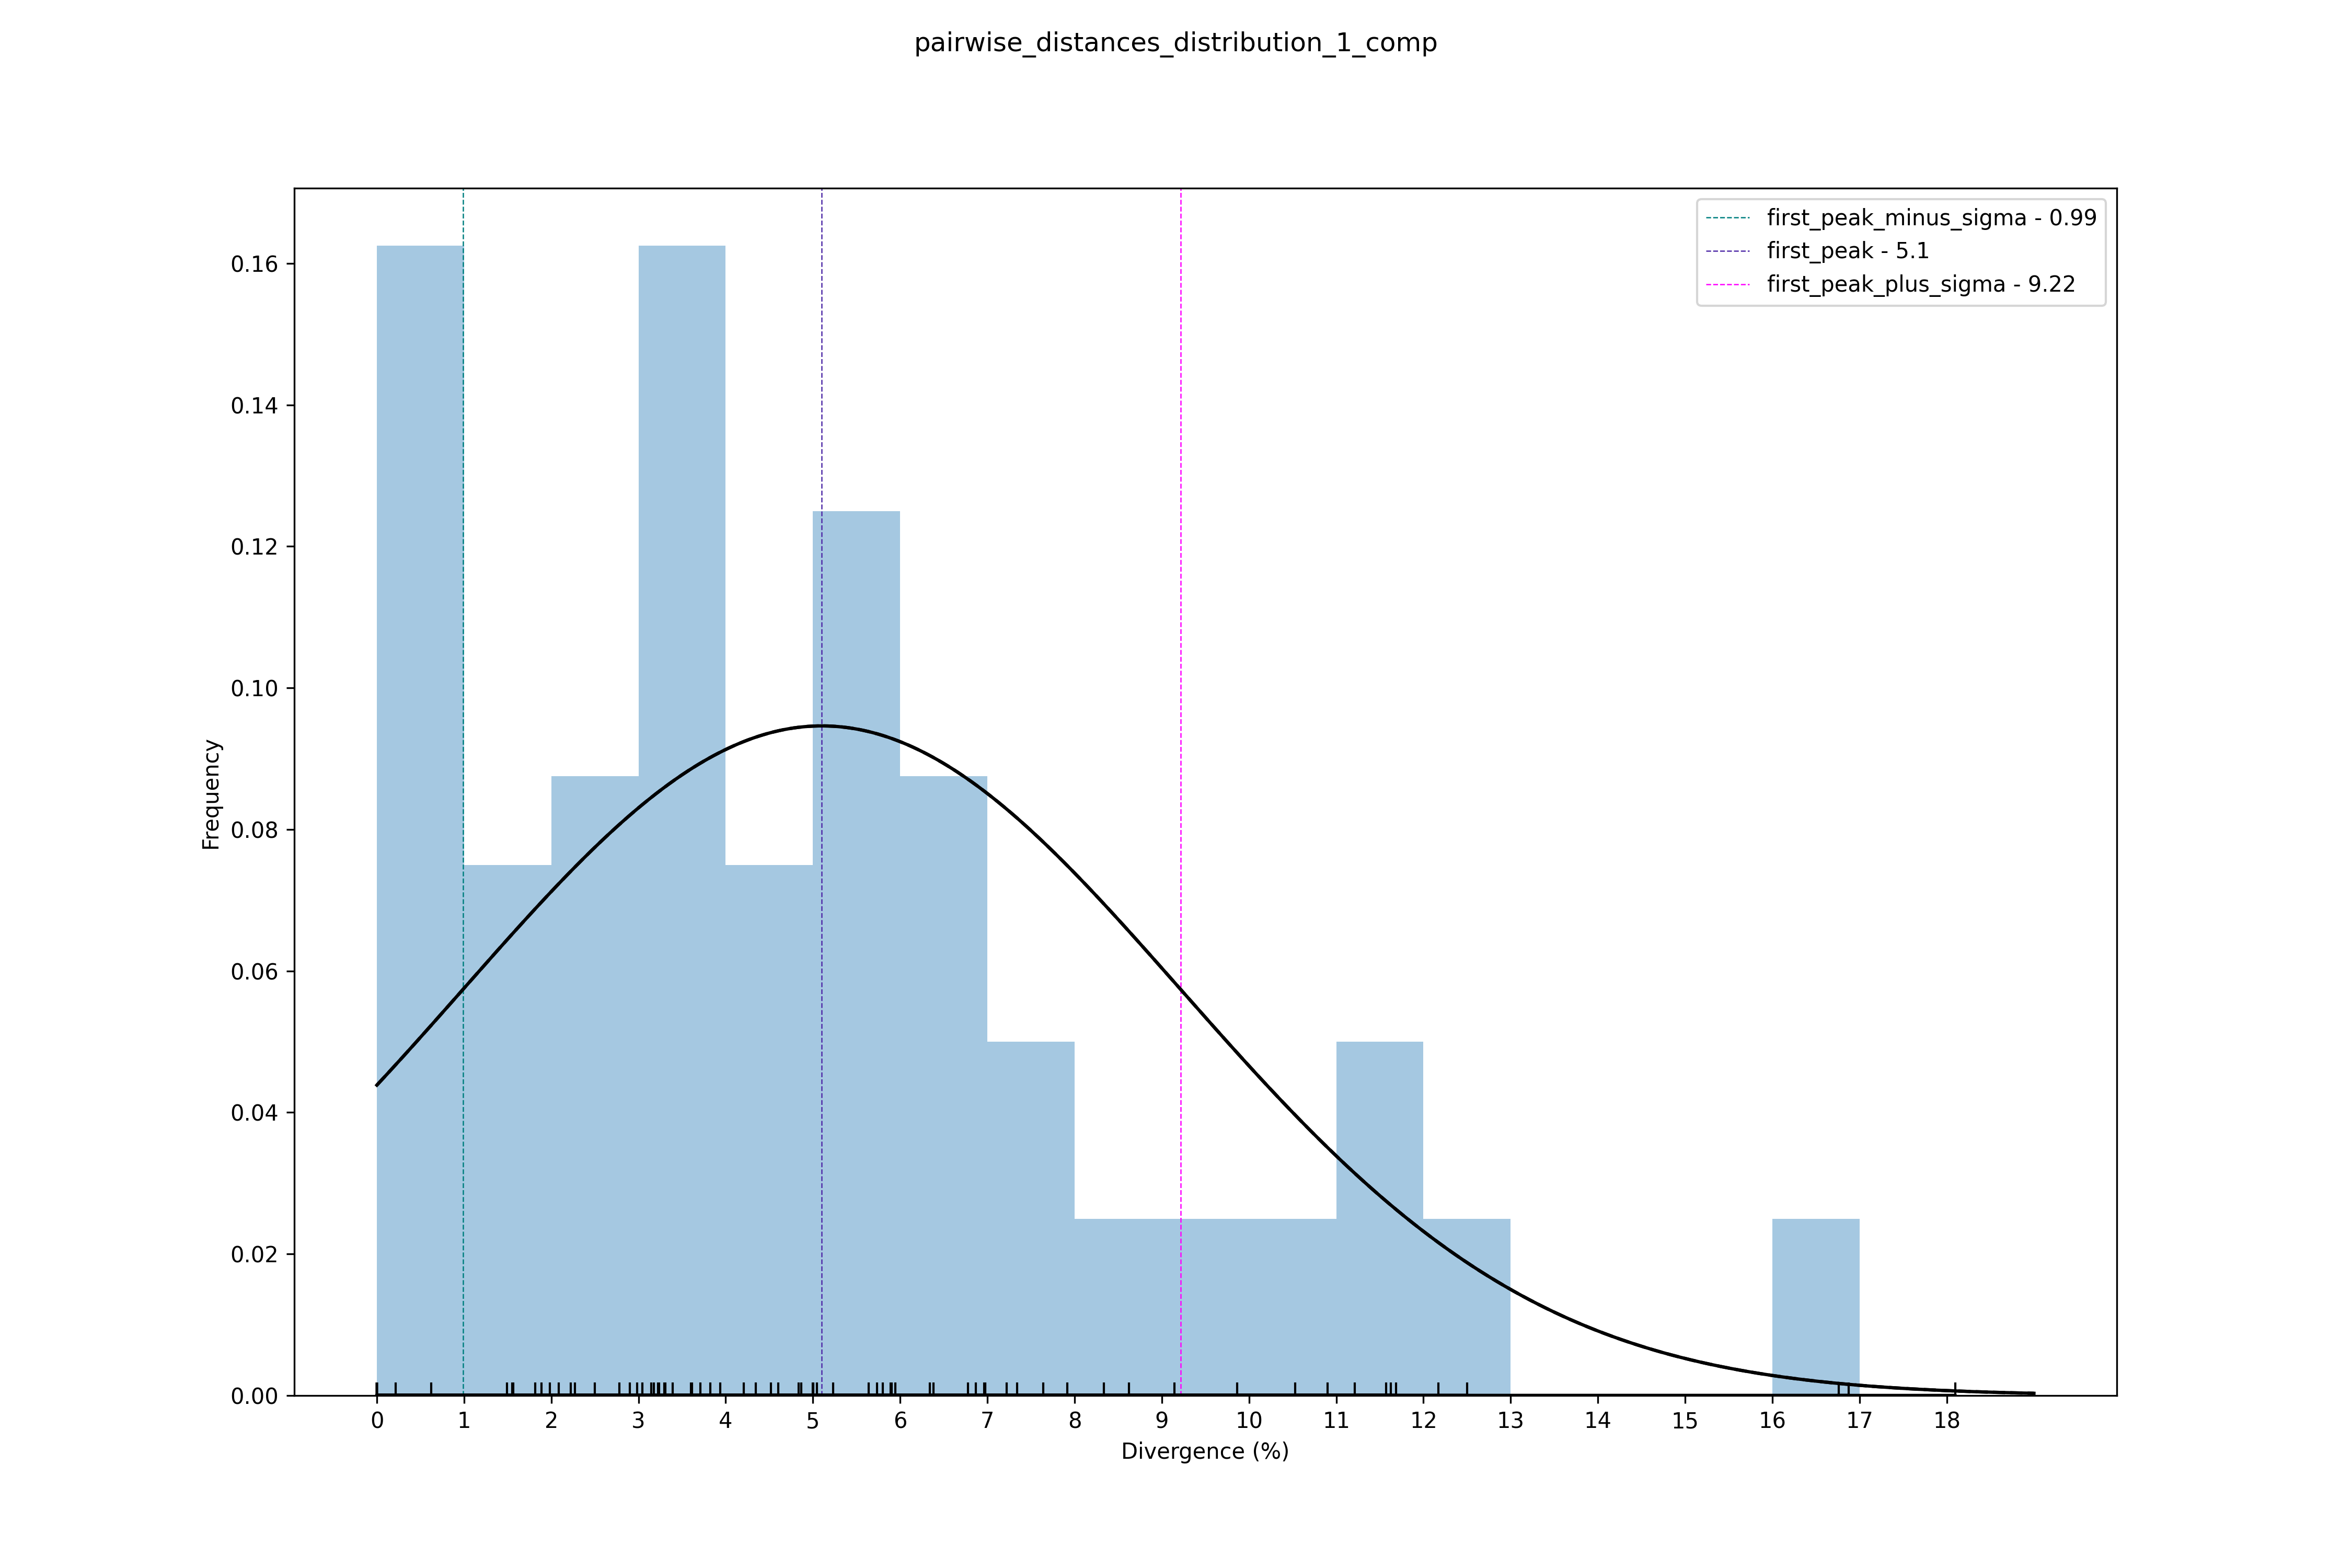 pairwise_distances_distribution_1_comp
first_peak_minus_sigma - 0.99
first_peak - 5.1
first_peak_plus_sigma - 9.22
0.16
0.14
0.12
0.10
0.08
0.06
0.04
0.02
0.00
Frequency
0 1 2 3 4 5 6 7 8 9 10 11 12 13 14 15 16 17 18
Divergence (%)